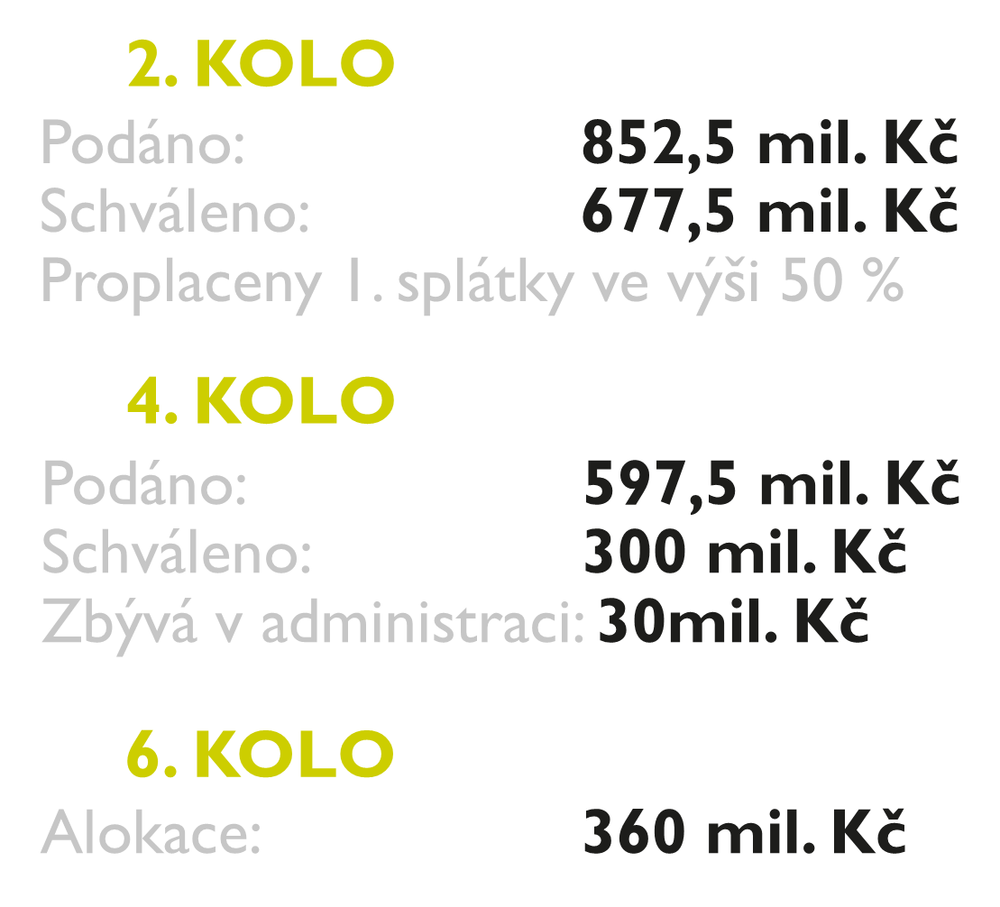 2. KOLO
Podáno: 852,5 mil. Kč
Schváleno: 677,5 mil. Kč
Proplaceny 1. splátky ve výši 50 %
4. KOLO
Podáno: 597,5 mil. Kč
Schváleno: 300 mil. Kč
Zbývá v administraci: 30mil. Kč
6. KOLO
Alokace: 360 mil. Kč